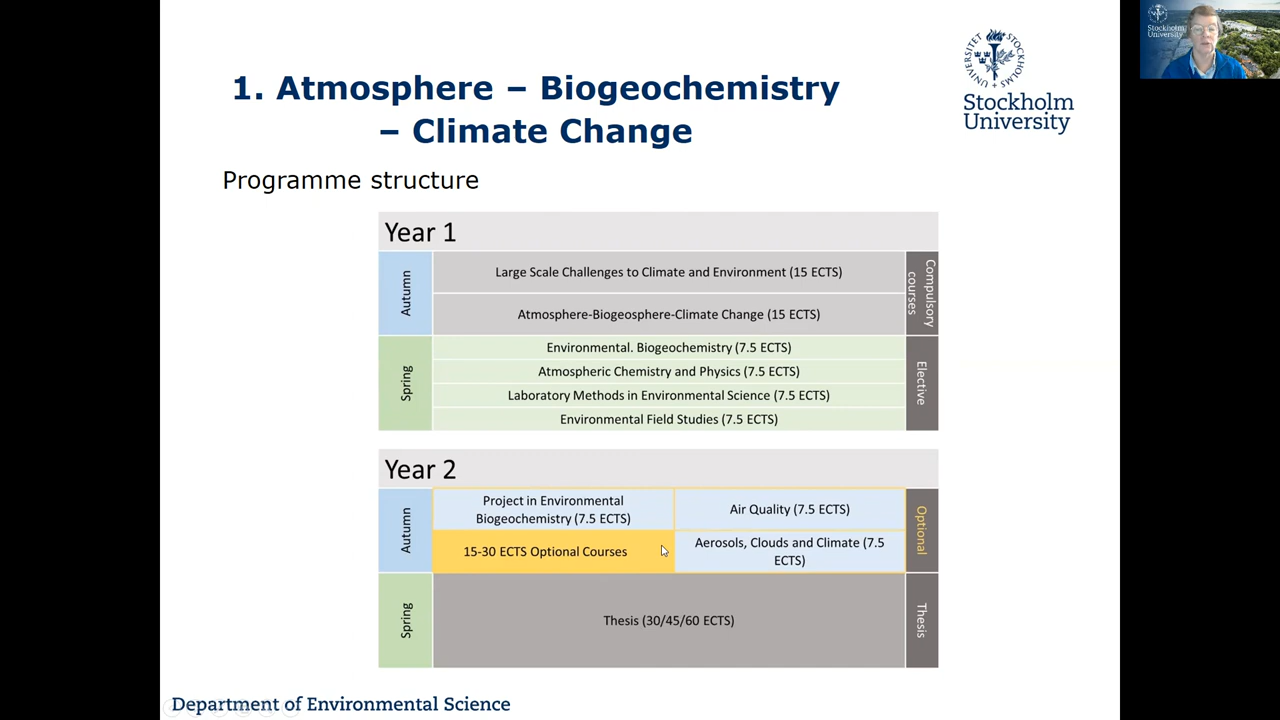 1. Atmosphere – Biogeochemistry
– Climate Change
UNIVERSITET STOCKHOLMS
Stockholm
University
Stockholm
University
Programme structure
Year 1
Autumn
Large Scale Challenges to Climate and Environment (15 ECTS)
Atmosphere-Biogeosphere-Climate Change (15 ECTS)
Compulsory
courses
Spring
Environmental. Biogeochemistry (7.5 ECTS)
Atmospheric Chemistry and Physics (7.5 ECTS)
Laboratory Methods in Environmental Science (7.5 ECTS)
Environmental Field Studies (7.5 ECTS)
Elective
Year 2
Autumn
Project in Environmental
Biogeochemistry (7.5 ECTS)
Air Quality (7.5 ECTS)
15-30 ECTS Optional Courses
Aerosols, Clouds and Climate (7.5
ECTS)
Optional
Spring
Thesis (30/45/60 ECTS)
Thesis
Department of Environmental Science